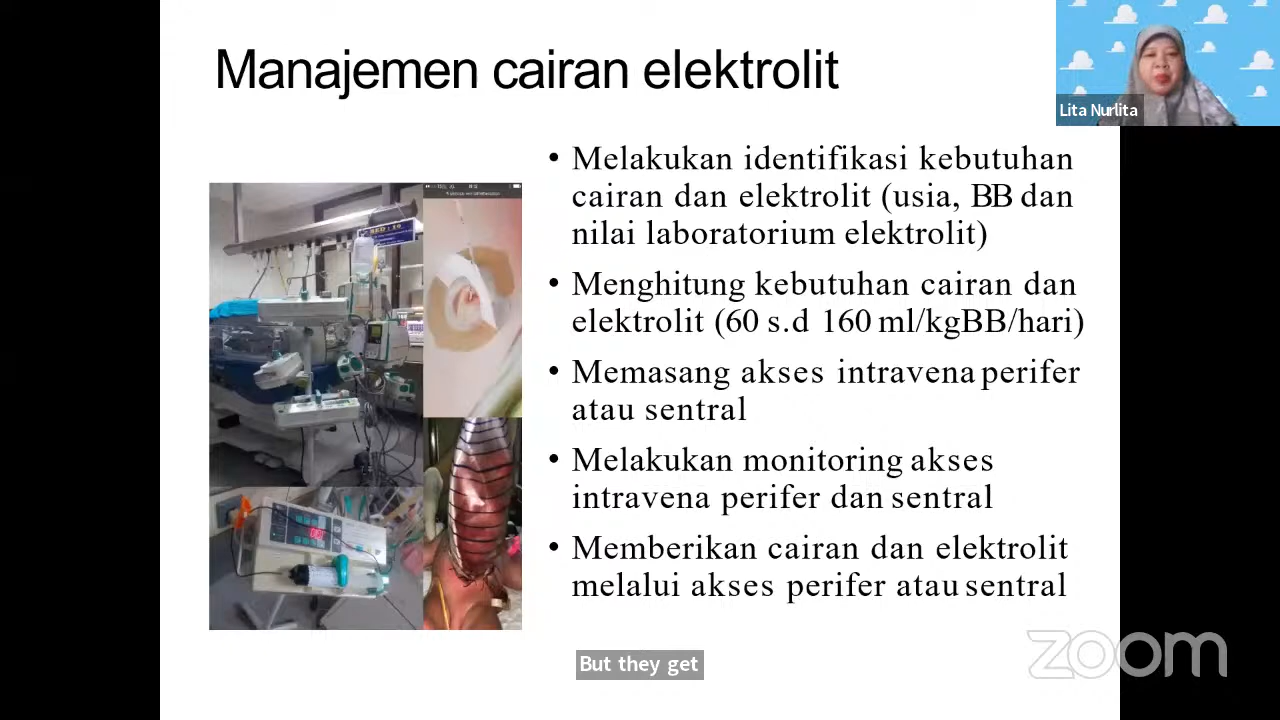 Manajemen cairan elektrolit
Lita Nurlita
• Melakukan identifikasi kebutuhan
cairan dan elektrolit (usia, BB dan
nilai laboratorium elektrolit)
• Menghitung kebutuhan cairan dan
elektrolit (60 s.d 160 ml/kgBB/hari)
• Memasang akses intravena perifer
atau sentral
• Melakukan monitoring akses
intravena perifer dan sentral
• Memberikan cairan dan elektrolit
melalui akses perifer atau sentral
But they get
zoom